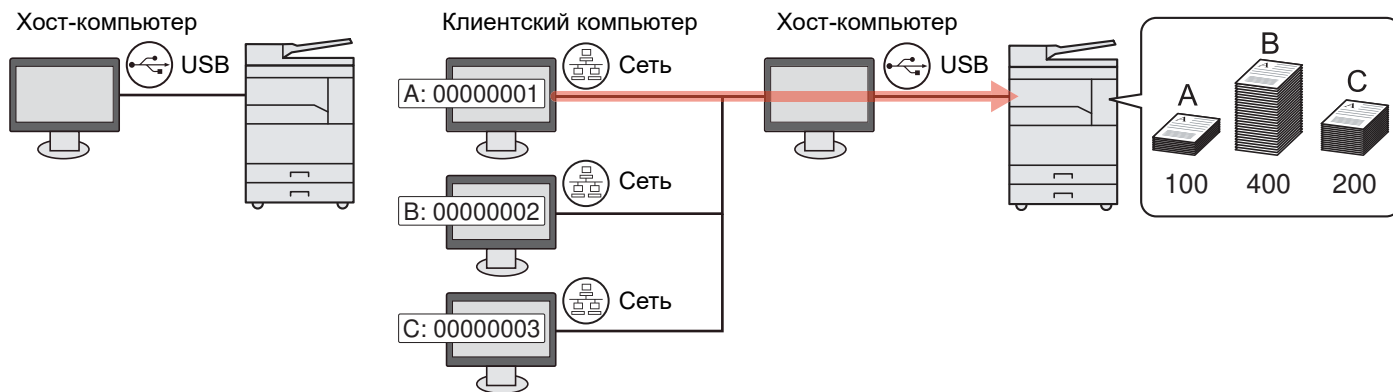 Хост-компьютер
USB
Клиентский компьютер
Сеть
A: 00000001
Сеть
B: 00000002
Сеть
C: 00000003
Хост-компьютер
USB
A
B
C
100
400
200